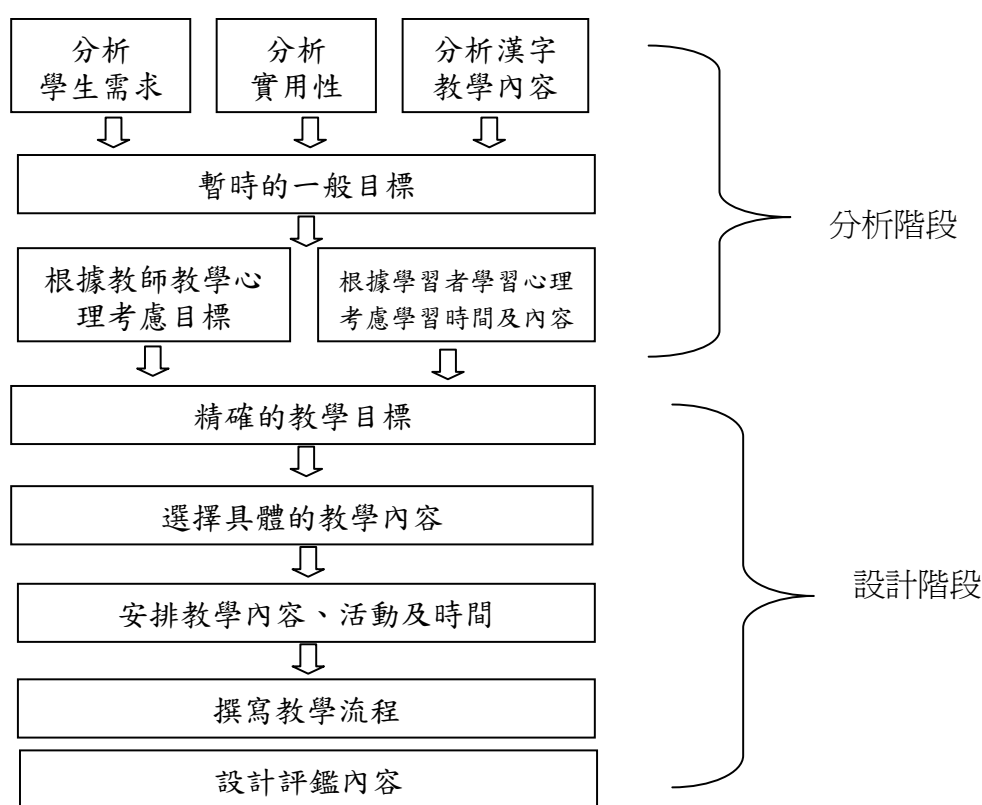 分析
學生需求
分析
實用性
分析漢字
教學內容
暫時的一般目標
分析階段
根據教師教學心
理考慮目標
根據學習者學習心理
考慮學習時間及內容
精確的教學目標
選擇具體的教學內容
設計階段
安排教學內容、活動及時間
撰寫教學流程
設計評鑑內容